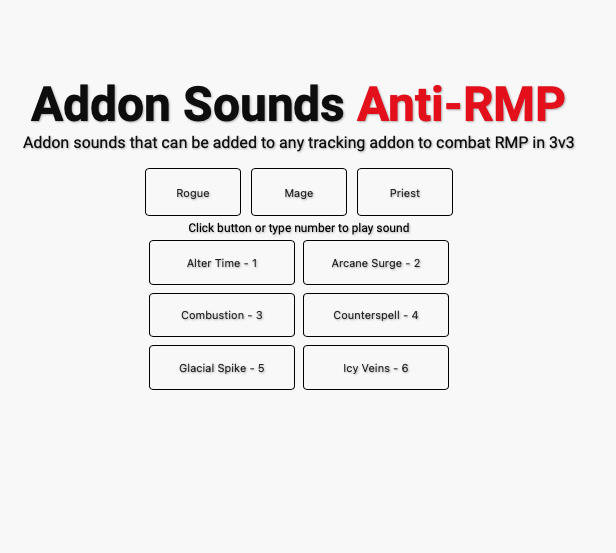 Addon Sounds Anti-RMP
Addon sounds that can be added to any tracking addon to combat RMP in 3v3
Rogue Mage Priest
Click button or type number to play sound
Alter Time - 1 Arcane Surge - 2
Combustion - 3 Counterspell - 4
Glacial Spike - 5 Icy Veins - 6